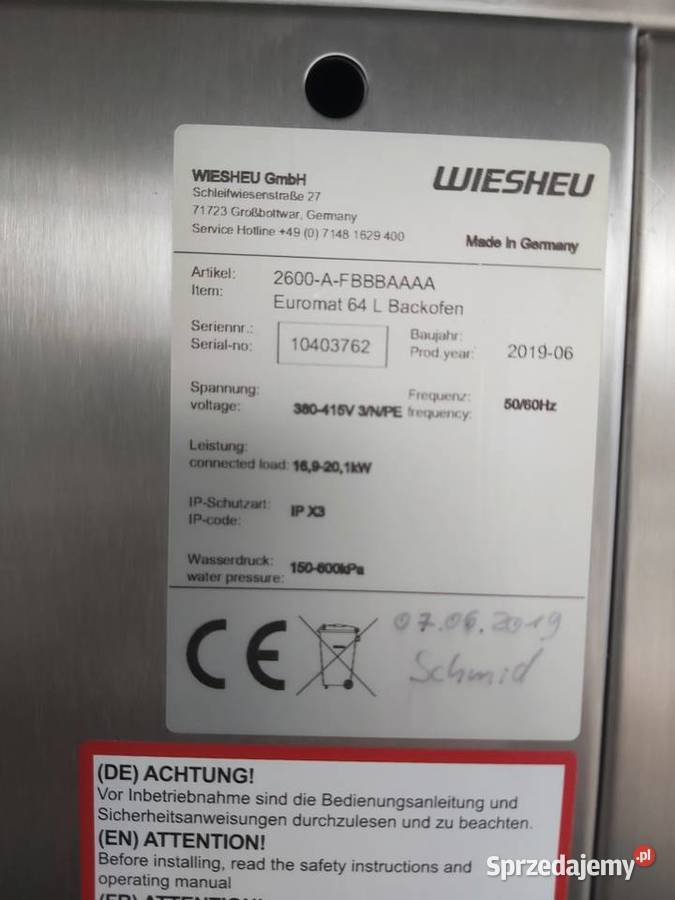 WIESHEU GmbH
Schleifwiesenstraße 27
71723 Großbottwar, Germany
Service Hotline +49 (0) 7148 1629 400
WIESHEU
Made in Germany
Artikel:
Item:
2600-A-FBBBAAAA
Euromat 64 L Backofen
Seriennr.:
Serial-no:
10403762
Baujahr:
Prod.year:
2019-06
Spannung:
voltage:
380-415V 3/N/PE
Frequenz:
frequency:
50/60Hz
Leistung:
connected load: 16,9-20,1kW
IP-Schutzart:
IP-code:
IP X3
Wasserdruck:
water pressure:
150-600kPa
CE
07.06.2019
Schmid
(DE) ACHTUNG!
Vor Inbetriebnahme sind die Bedienungsanleitung und
Sicherheitsanweisungen durchzulesen und zu beachten.
(EN) ATTENTION!
Before installing, read the safety instructions and
operating manual
(FR) ATTENTION!
Sprzedajemy.pl